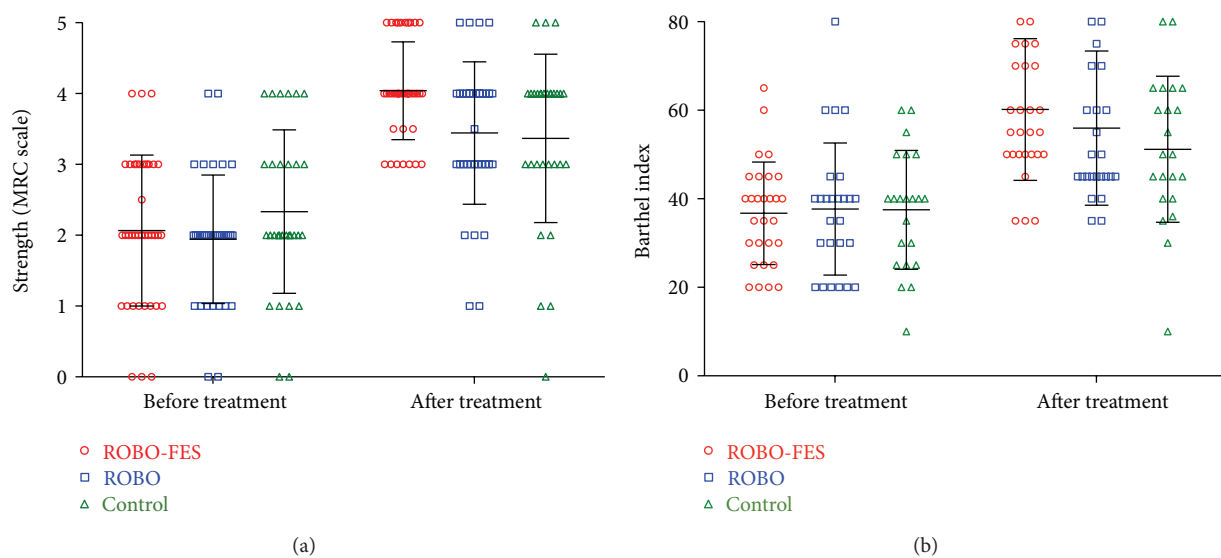 5
4
3
2
1
0
Strength (MRC scale)
Before treatment After treatment
ROBO-FES
ROBO
Control
(a)
80
60
40
20
0
Barthel index
Before treatment After treatment
ROBO-FES
ROBO
Control
(b)